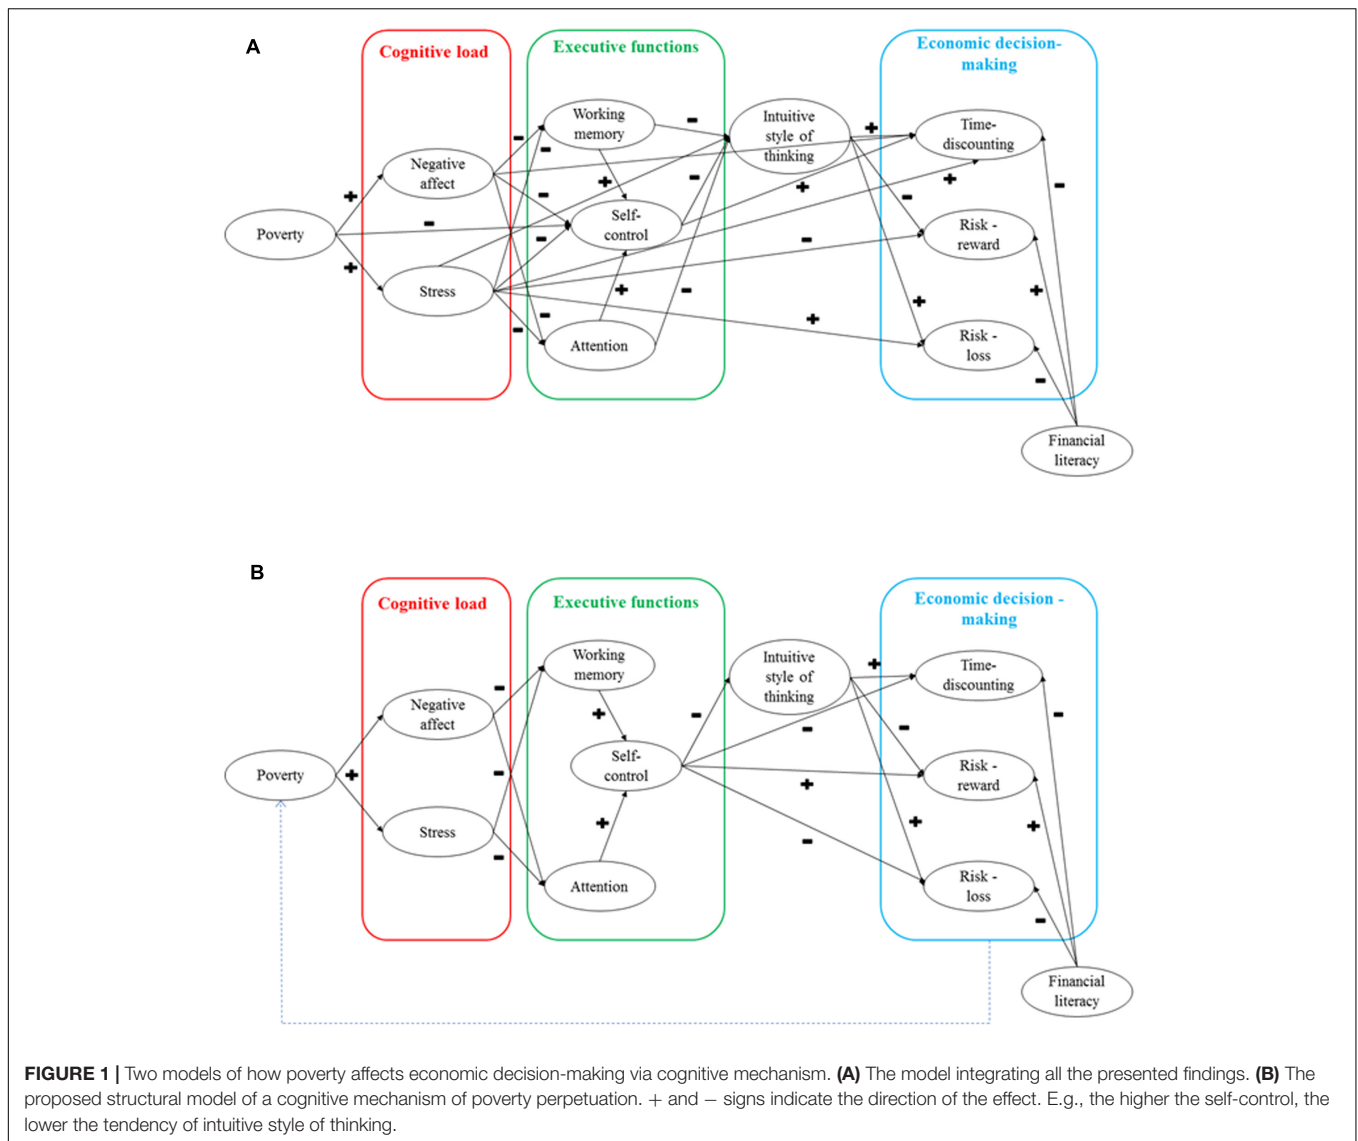 A
Cognitive load
Executive functions
Economic decision-
making
Working
memory
Intuitive
style of
thinking
Time-
discounting
Negative
affect
Poverty
Self-
control
Risk -
reward
Stress
Attention
Risk -
loss
Financial
literacy
+
+
-
-
-
-
-
-
-
+
+
-
-
-
+
+
+
-
-
+
+
-
+
-
B
Cognitive load
Executive functions
Economic decision -
making
Working
memory
Intuitive
style of
thinking
Time-
discounting
Negative
affect
Poverty
Self-
control
Risk -
reward
Stress
Attention
Risk -
loss
Financial
literacy
+
-
-
-
+
+
-
+
-
+
-
-
+
-
+
-
FIGURE 1 | Two models of how poverty affects economic decision-making via cognitive mechanism. (A) The model integrating all the presented findings. (B) The
proposed structural model of a cognitive mechanism of poverty perpetuation. + and − signs indicate the direction of the effect. E.g., the higher the self-control, the
lower the tendency of intuitive style of thinking.